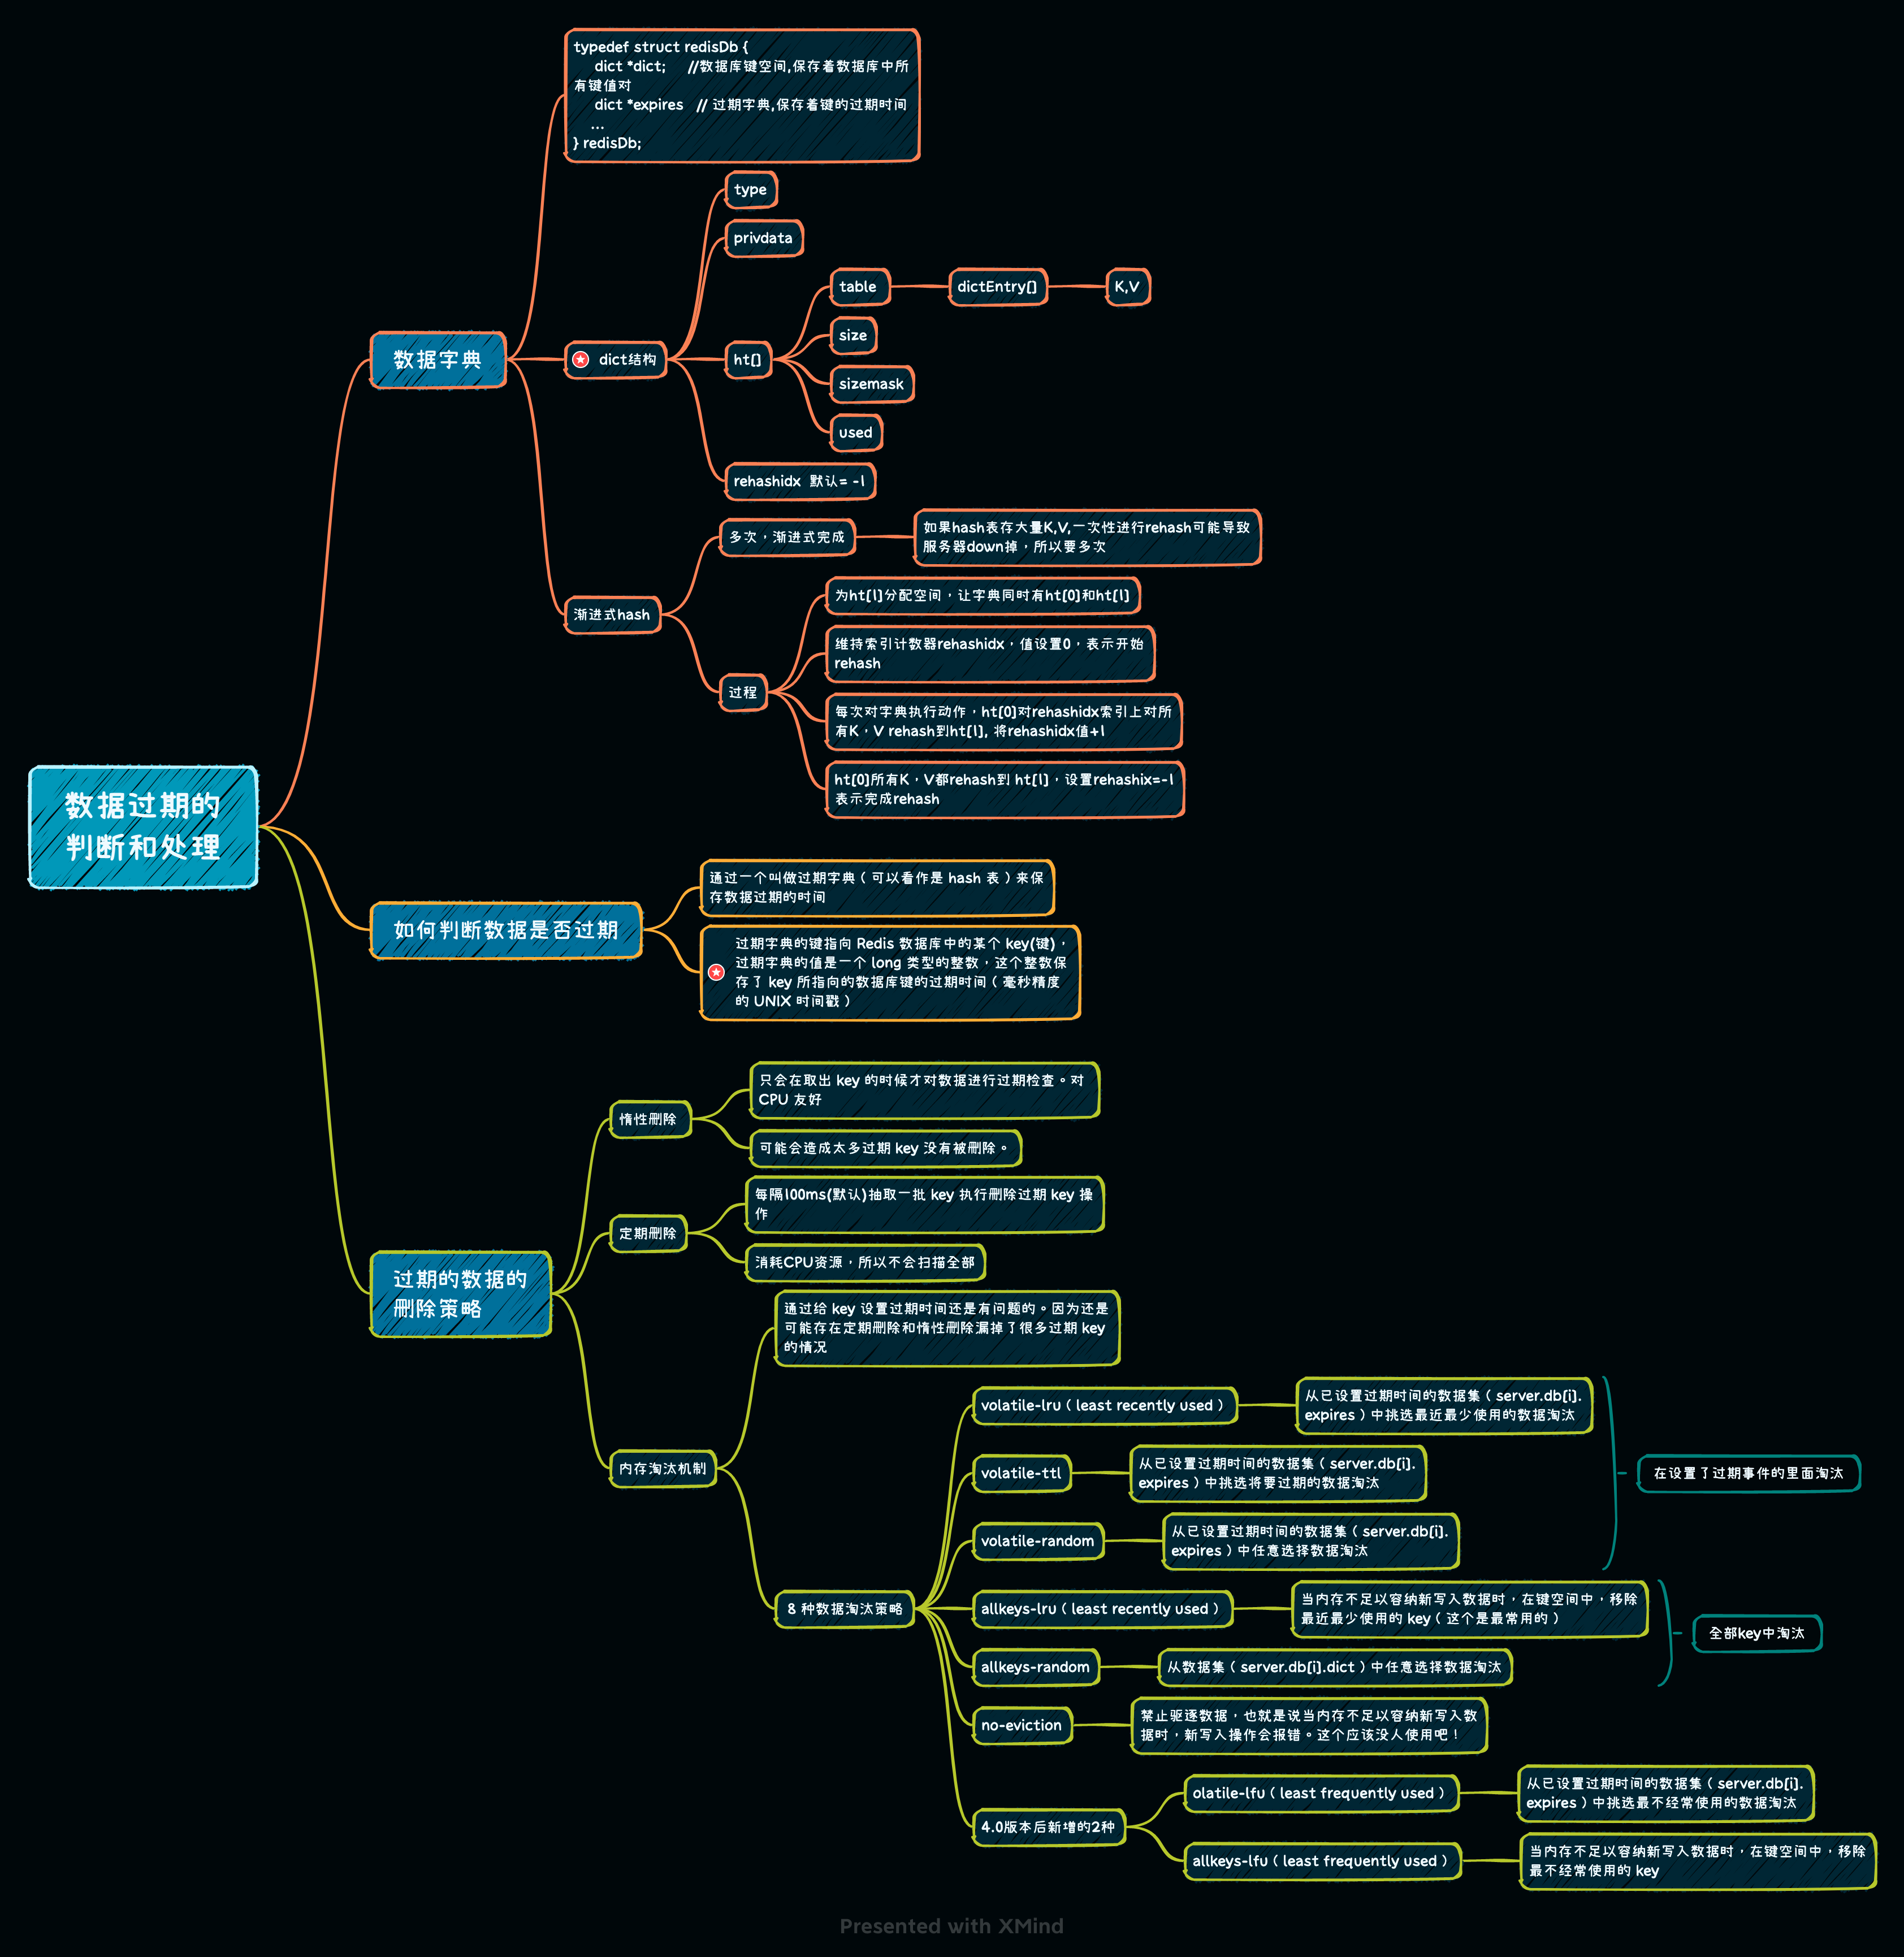 typedef struct redisDb {
dict *dict;     //数据库键空间,保存着数据库中所
有键值对
dict *expires   // 过期字典,保存着键的过期时间
...
} redisDb;
type
privdata
table
dictEntry[]
K,V
size
数据字典
dict结构
ht[]
sizemask
used
rehashidx  默认= -1
多次，渐进式完成
如果hash表存大量K,V,一次性进行rehash可能导致
服务器down掉，所以要多次
渐进式hash
为ht[1]分配空间，让字典同时有ht[0]和ht[1]
维持索引计数器rehashidx，值设置0，表示开始
rehash
过程
每次对字典执行动作，ht[0]对rehashidx索引上对所
有K，V rehash到ht[1], 将rehashidx值+1
ht[0]所有K，V都rehash到 ht[1]，设置rehashix=-1
表示完成rehash
数据过期的
判断和处理
如何判断数据是否过期
通过一个叫做过期字典（可以看作是 hash 表）来保
存数据过期的时间
过期字典的键指向 Redis 数据库中的某个 key(键)，
过期字典的值是一个 long 类型的整数，这个整数保
存了 key 所指向的数据库键的过期时间（毫秒精度
的 UNIX 时间戳）
过期的数据的
删除策略
惰性删除
只会在取出 key 的时候才对数据进行过期检查。对
CPU 友好
可能会造成太多过期 key 没有被删除。
定期删除
每隔100ms(默认)抽取一批 key 执行删除过期 key 操
作
消耗CPU资源，所以不会扫描全部
内存淘汰机制
通过给 key 设置过期时间还是有问题的。因为还是
可能存在定期删除和惰性删除漏掉了很多过期 key
的情况
8 种数据淘汰策略
volatile-lru（least recently used）
从已设置过期时间的数据集（server.db[i].
expires）中挑选最近最少使用的数据淘汰
volatile-ttl
从已设置过期时间的数据集（server.db[i].
expires）中挑选将要过期的数据淘汰
在设置了过期事件的里面淘汰
volatile-random
从已设置过期时间的数据集（server.db[i].
expires）中任意选择数据淘汰
allkeys-lru（least recently used）
当内存不足以容纳新写入数据时，在键空间中，移除
最近最少使用的 key（这个是最常用的）
全部key中淘汰
allkeys-random
从数据集（server.db[i].dict）中任意选择数据淘汰
no-eviction
禁止驱逐数据，也就是说当内存不足以容纳新写入数
据时，新写入操作会报错。这个应该没人使用吧！
4.0版本后新增的2种
olatile-lfu（least frequently used）
从已设置过期时间的数据集（server.db[i].
expires）中挑选最不经常使用的数据淘汰
allkeys-lfu（least frequently used）
当内存不足以容纳新写入数据时，在键空间中，移除
最不经常使用的 key
Presented with XMind